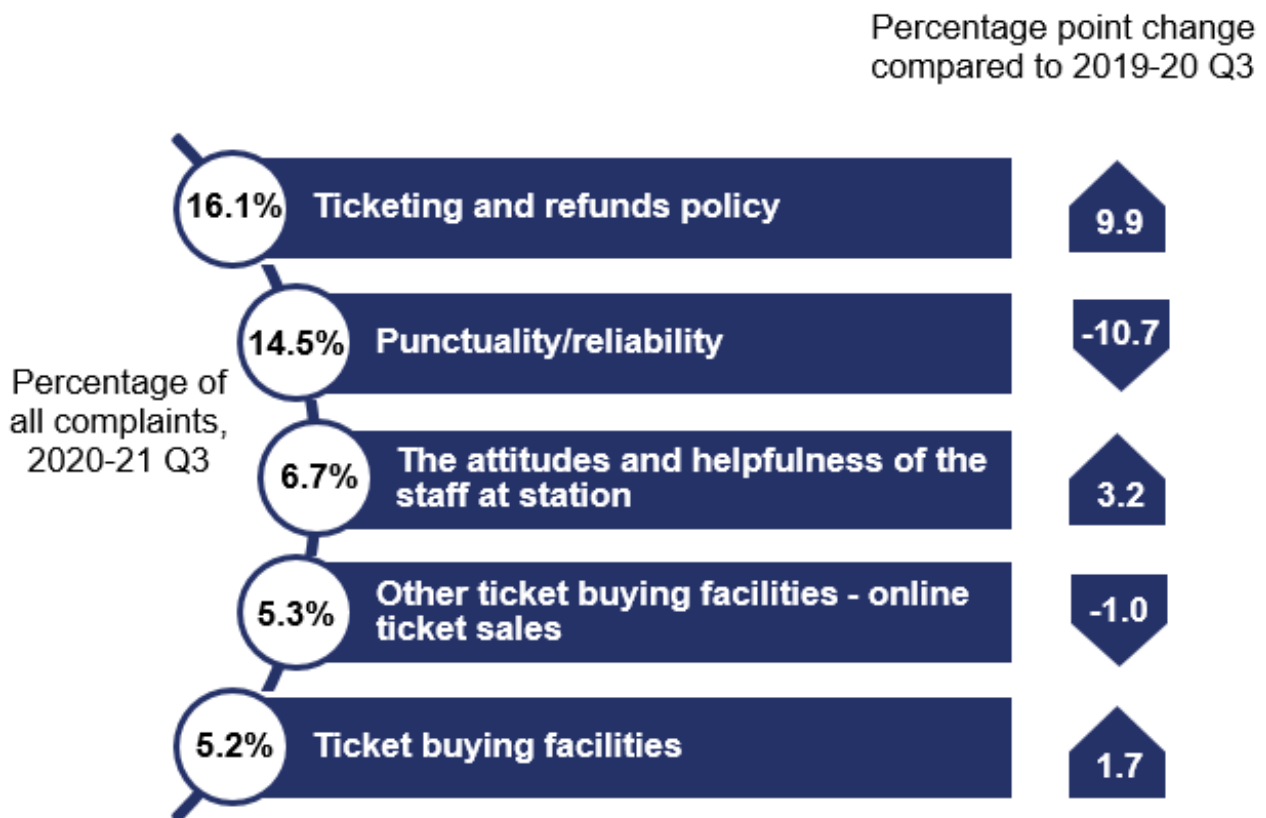 Percentage point change
compared to 2019-20 Q3
16.1% Ticketing and refunds policy 9.9
14.5% Punctuality/reliability -10.7
Percentage of
all complaints,
2020-21 Q3
6.7% The attitudes and helpfulness of the
staff at station 3.2
5.3% Other ticket buying facilities - online
ticket sales -1.0
5.2% Ticket buying facilities 1.7